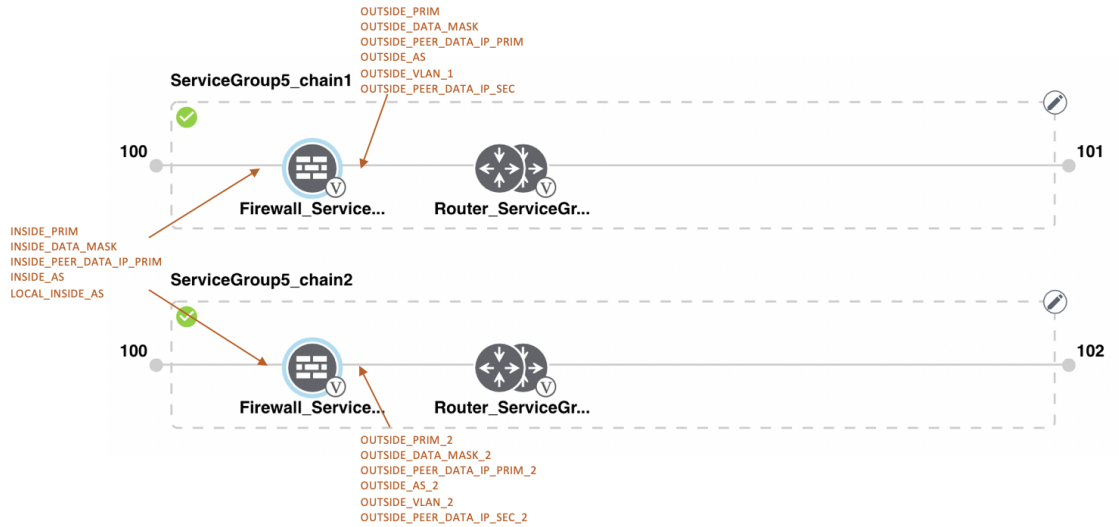 OUTSIDE_PRIM
OUTSIDE_DATA_MASK
OUTSIDE_PEER_DATA_IP_PRIM
OUTSIDE_AS
OUTSIDE_VLAN_1
OUTSIDE_PEER_DATA_IP_SEC
ServiceGroup5_chain1
100
101
V
V
Firewall_Service...
Router_ServiceGr...
INSIDE_PRIM
INSIDE_DATA_MASK
INSIDE_PEER_DATA_IP_PRIM
INSIDE_AS
LOCAL_INSIDE_AS
ServiceGroup5_chain2
100
102
V
V
Firewall_Service...
Router_ServiceGr...
OUTSIDE_PRIM_2
OUTSIDE_DATA_MASK_2
OUTSIDE_PEER_DATA_IP_PRIM_2
OUTSIDE_AS_2
OUTSIDE_VLAN_2
OUTSIDE_PEER_DATA_IP_SEC_2